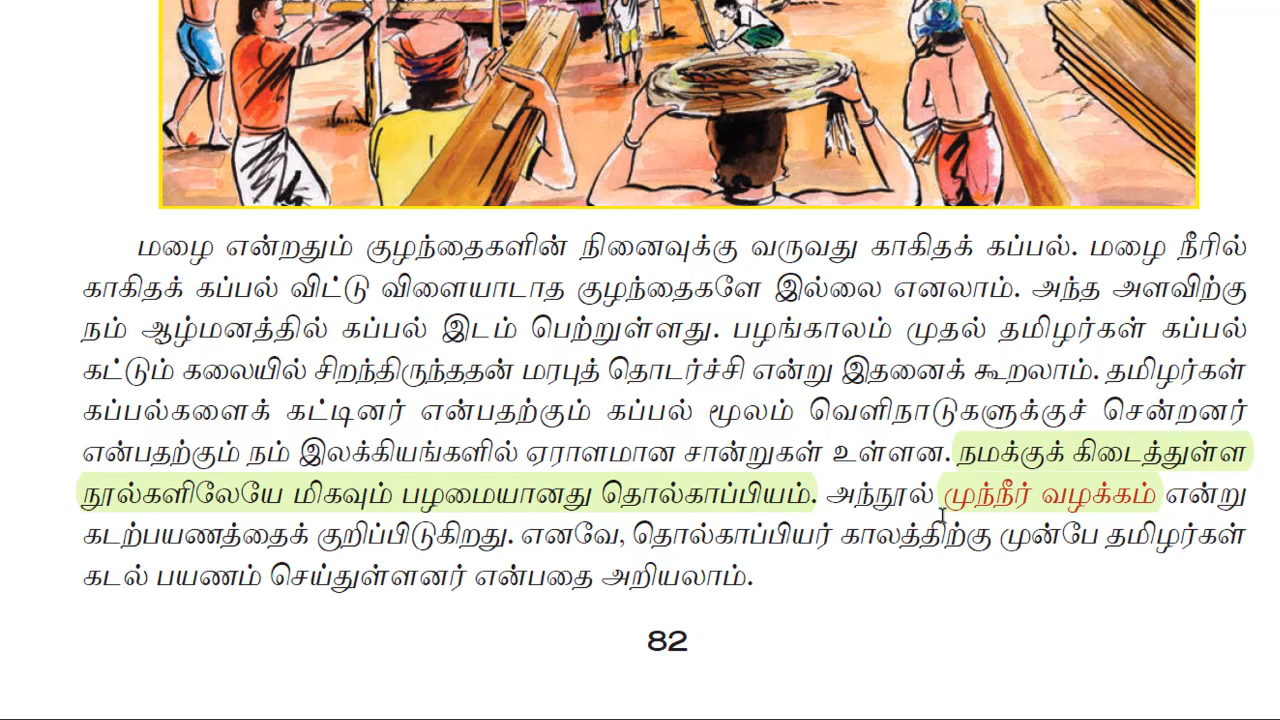 மழை என்றதும் குழந்தைகளின் நினைவுக்கு வருவது காகிதக் கப்பல். மழை நீரில்
காகிதக் கப்பல் விட்டு விளையாடாத குழந்தைகளே இல்லை எனலாம். அந்த அளவிற்கு
நம் ஆழ்மனத்தில் கப்பல் இடம் பெற்றுள்ளது. பழங்காலம் முதல் தமிழர்கள் கப்பல்
கட்டும் கலையில் சிறந்திருந்ததன் மரபுத் தொடர்ச்சி என்று இதனைக் கூறலாம். தமிழர்கள்
கப்பல்களைக் கட்டினர் என்பதற்கும் கப்பல் மூலம் வெளிநாடுகளுக்குச் சென்றனர்
என்பதற்கும் நம் இலக்கியங்களில் ஏராளமான சான்றுகள் உள்ளன. நமக்குக் கிடைத்துள்ள
நூல்களிலேயே மிகவும் பழமையானது தொல்காப்பியம். அந்நூல் முந்நீர் வழக்கம் என்று
கடற்பயணத்தைக் குறிப்பிடுகிறது. எனவே, தொல்காப்பியர் காலத்திற்கு முன்பே தமிழர்கள்
கடல் பயணம் செய்துள்ளனர் என்பதை அறியலாம்.
82